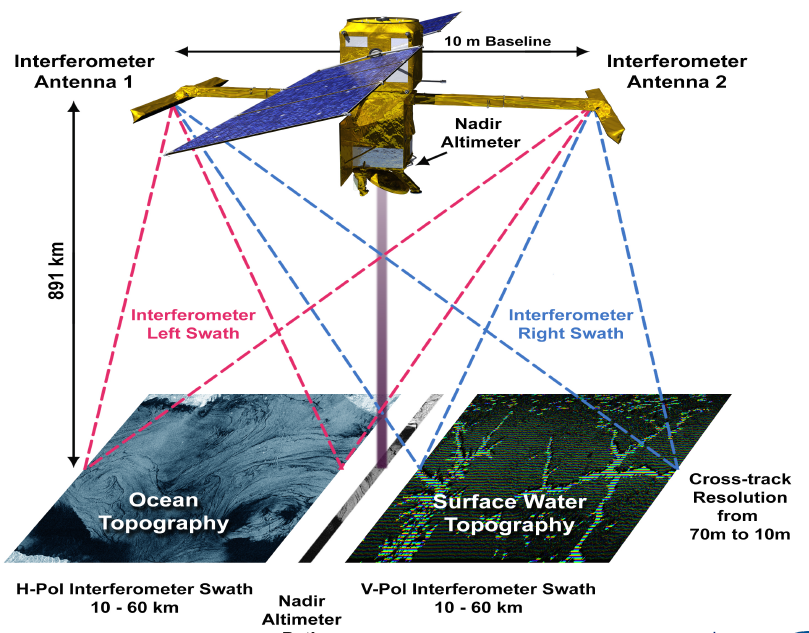 10 m Baseline
Interferometer
Antenna 1
Interferometer
Antenna 2
Nadir
Altimeter
891 km
Interferometer
Left Swath
Interferometer
Right Swath
Ocean
Topography
Surface Water
Topography
Cross-track
Resolution
from
70m to 10m
H-Pol Interferometer Swath
10 - 60 km
V-Pol Interferometer Swath
10 - 60 km
Nadir
Altimeter